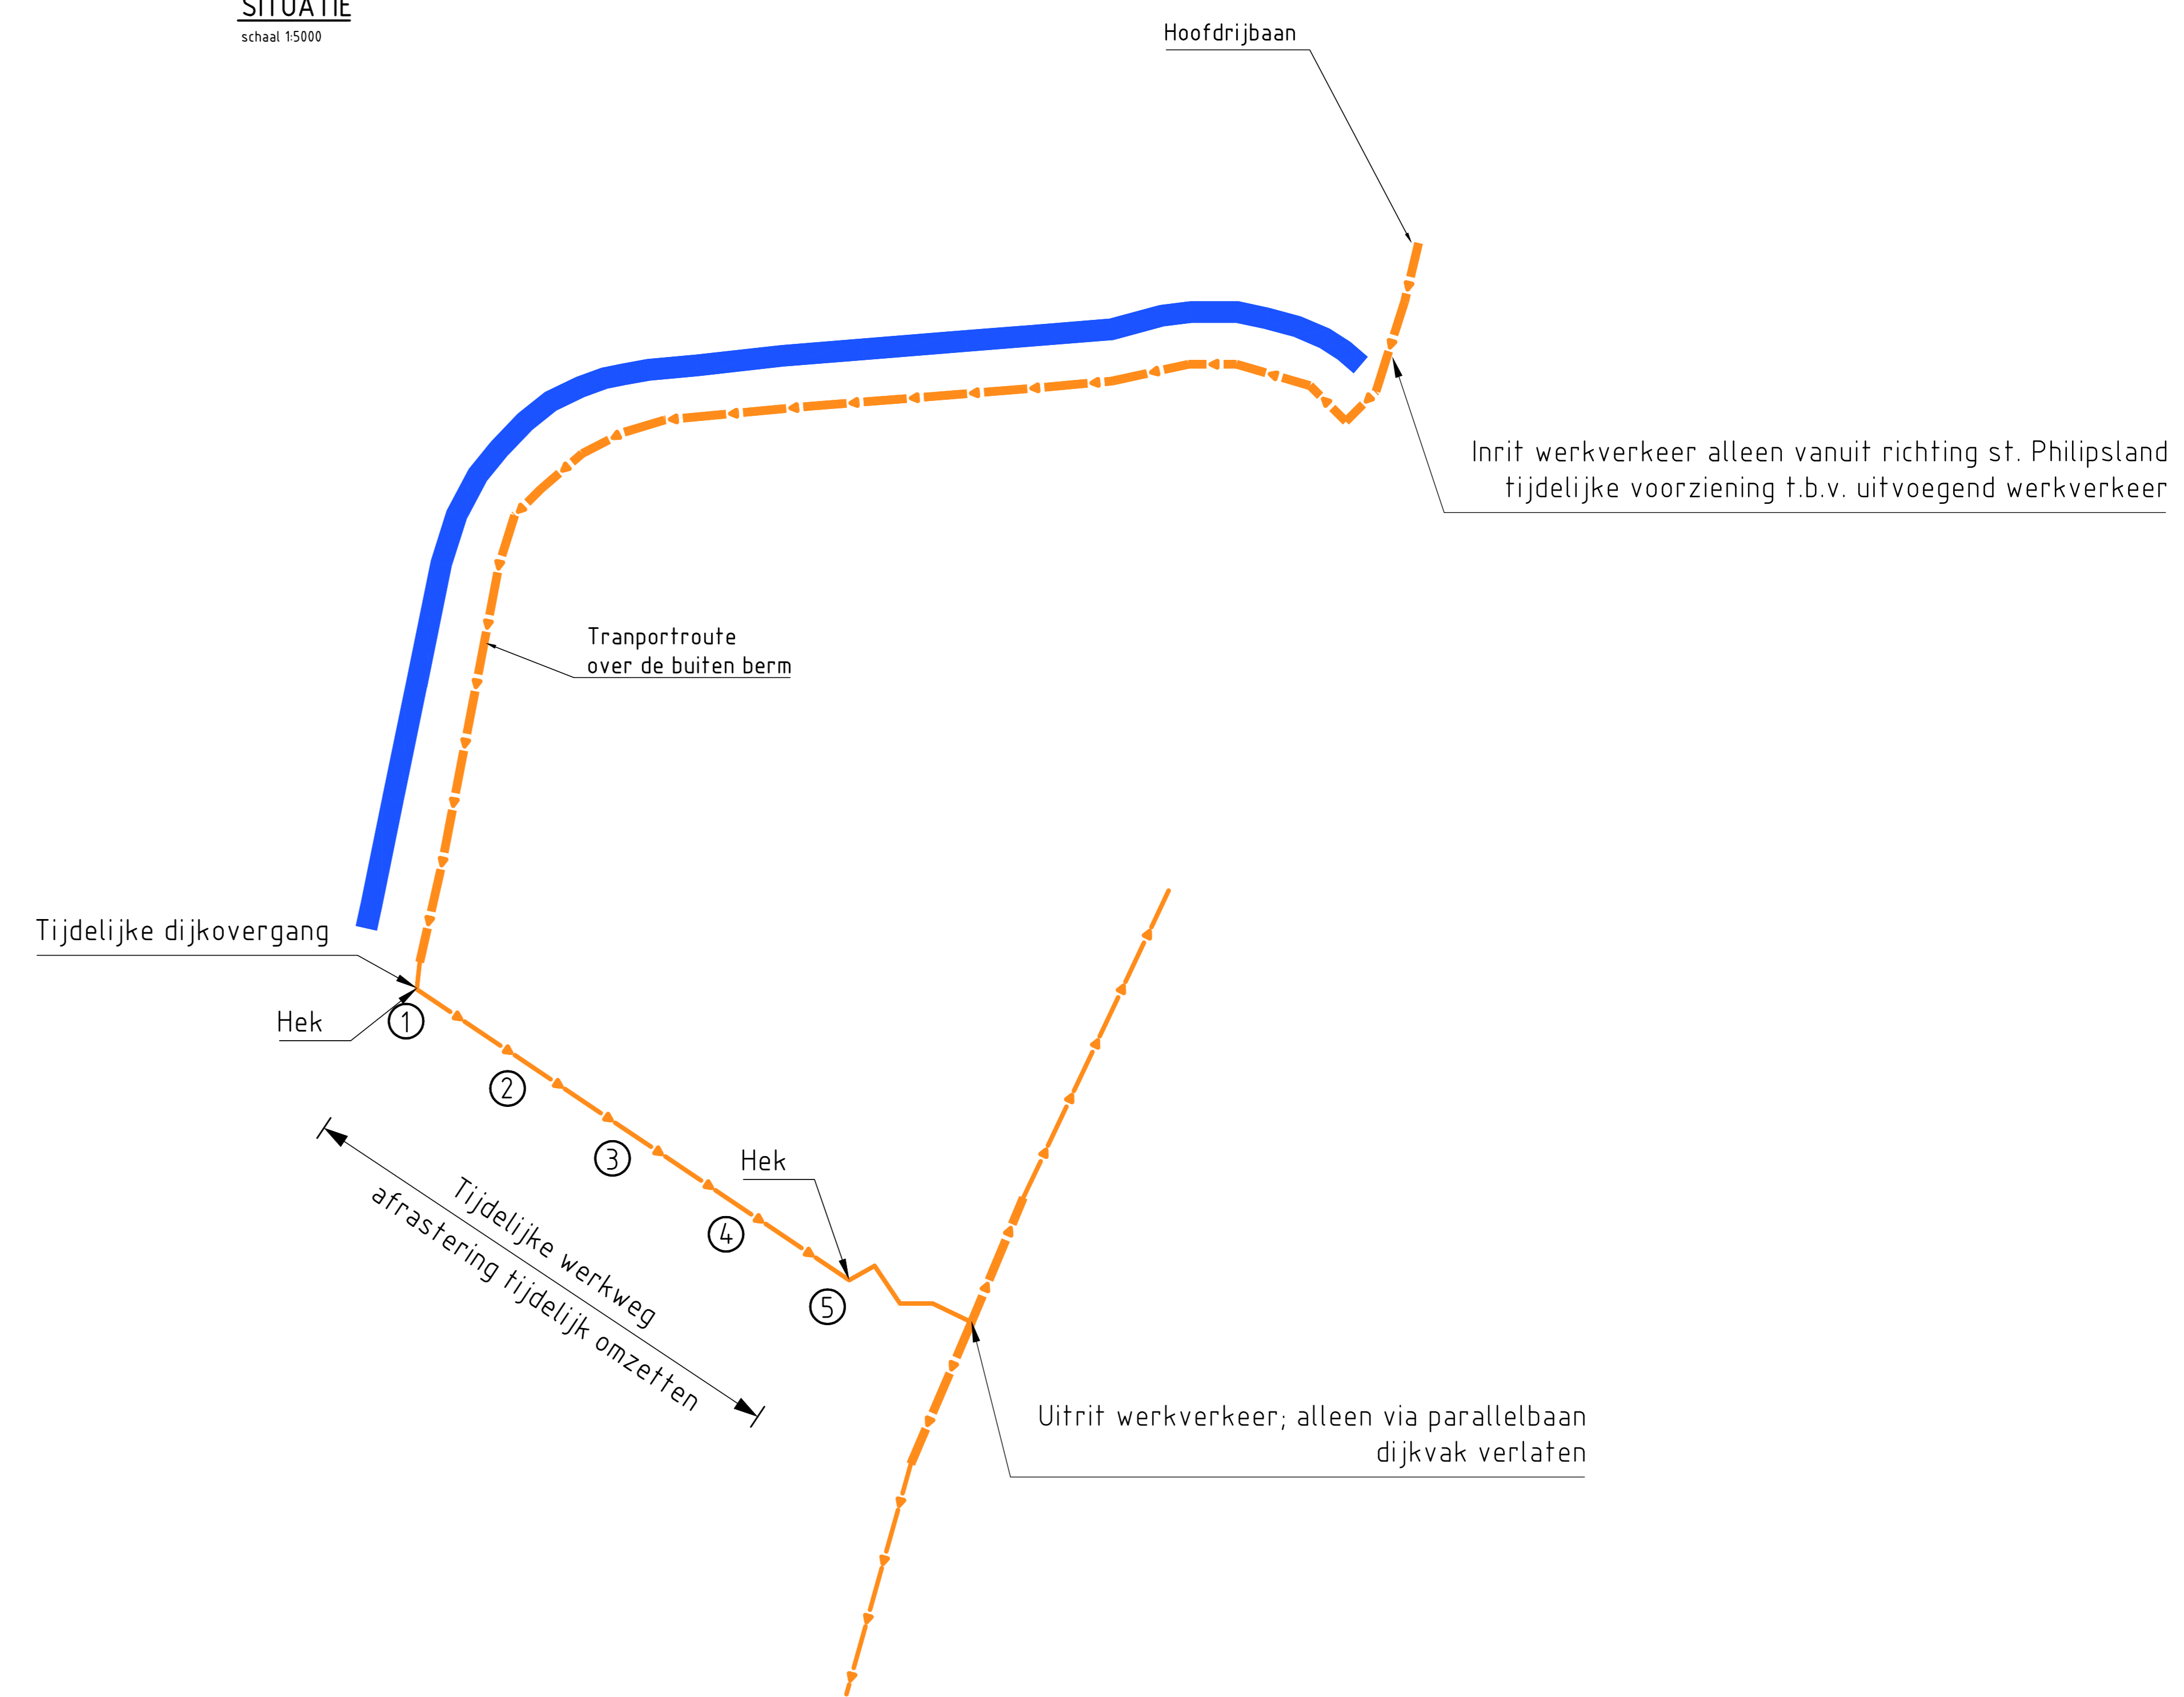 SITUATIE
schaal 1:5000
Hoofdrijbaan
Inrit werkverkeer alleen vanuit richting st. Philipsland
tijdelijke voorziening t.b.v. uitvoegend werkverkeer
Tranportroute
over de buiten berm
Tijdelijke dijkovergang
Hek
1
2
3
Hek
4
5
Tijdelijke werkweg
afrastering tijdelijk omzetten
Uitrit werkverkeer; alleen via parallelbaan
dijkvak verlaten